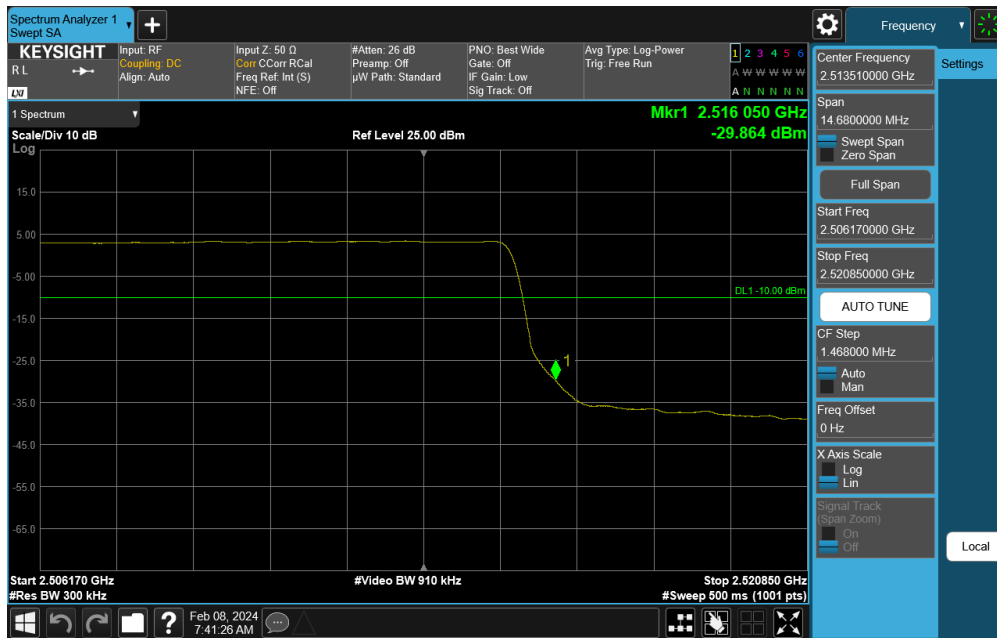 Spectrum Analyzer 1
Swept SA
Frequency
KEYSIGHT
R L
LXI
Input: RF
Coupling: DC
Align: Auto
Input Z: 50 Ω
Corr CCorr RCal
Freq Ref: Int (S)
NFE: Off
#Atten: 26 dB
Preamp: Off
µW Path: Standard
PNO: Best Wide
Gate: Off
IF Gain: Low
Sig Track: Off
Avg Type: Log-Power
Trig: Free Run
1 2 3 4 5 6
A W W W W W
A N N N N N
1 Spectrum
Scale/Div 10 dB
Log
Ref Level 25.00 dBm
Mkr1 2.516 050 GHz
-29.864 dBm
15.0
5.00
-5.00
-15.0
-25.0
-35.0
-45.0
-55.0
-65.0
DL1 -10.00 dBm
1
Start 2.506170 GHz
#Res BW 300 kHz
#Video BW 910 kHz
Stop 2.520850 GHz
#Sweep 500 ms (1001 pts)
Center Frequency
2.513510000 GHz
Span
14.6800000 MHz
Swept Span
Zero Span
Full Span
Start Freq
2.506170000 GHz
Stop Freq
2.520850000 GHz
AUTO TUNE
CF Step
1.468000 MHz
Auto
Man
Freq Offset
0 Hz
X Axis Scale
Log
Lin
Signal Track
(Span Zoom)
On
Off
Settings
Local
?
Feb 08, 2024
7:41:26 AM